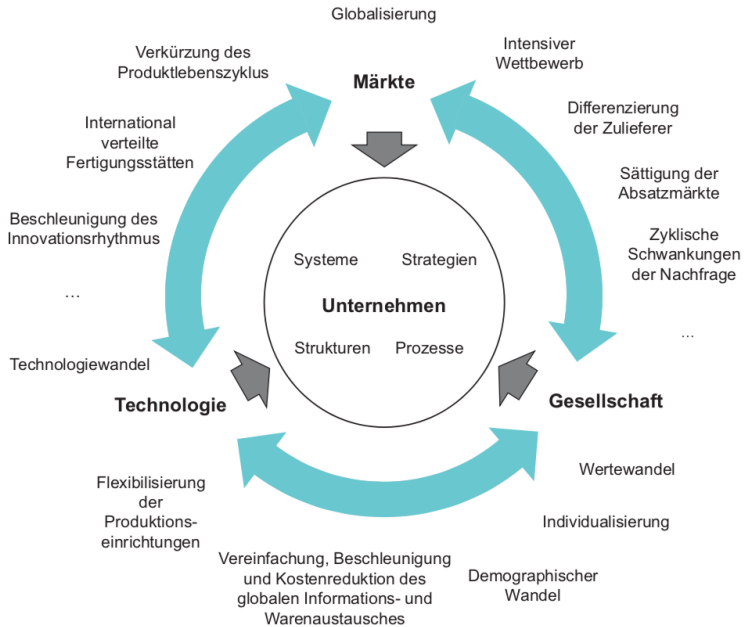 Globalisierung
Verkürzung des
Produktlebenszyklus
Intensiver
Wettbewerb
Märkte
International
verteilte
Fertigungsstätten
Differenzierung
der Zulieferer
Sättigung der
Absatzmärkte
Beschleunigung des
Innovationsrhythmus
Zyklische
Schwankungen
der Nachfrage
Systeme
Strategien
Unternehmen
Strukturen
Prozesse
...
...
Technologiewandel
Technologie
Gesellschaft
Wertewandel
Flexibilisierung
der
Produktions-
einrichtungen
Individualisierung
Vereinfachung, Beschleunigung
und Kostenreduktion des
globalen Informations- und
Warenaustausches
Demographischer
Wandel